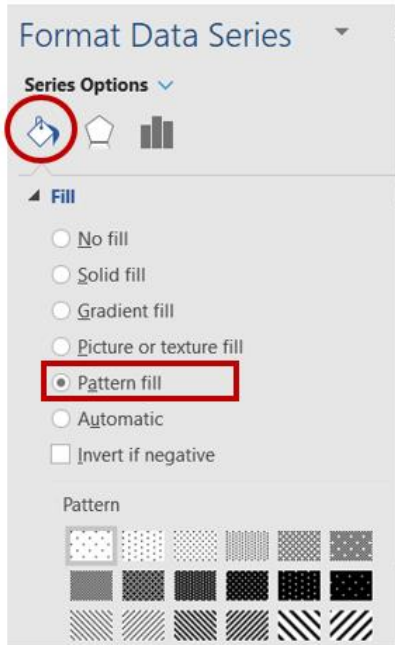 Format Data Series
Series Options
Fill
No fill
Solid fill
Gradient fill
Picture or texture fill
Pattern fill
Automatic
Invert if negative
Pattern